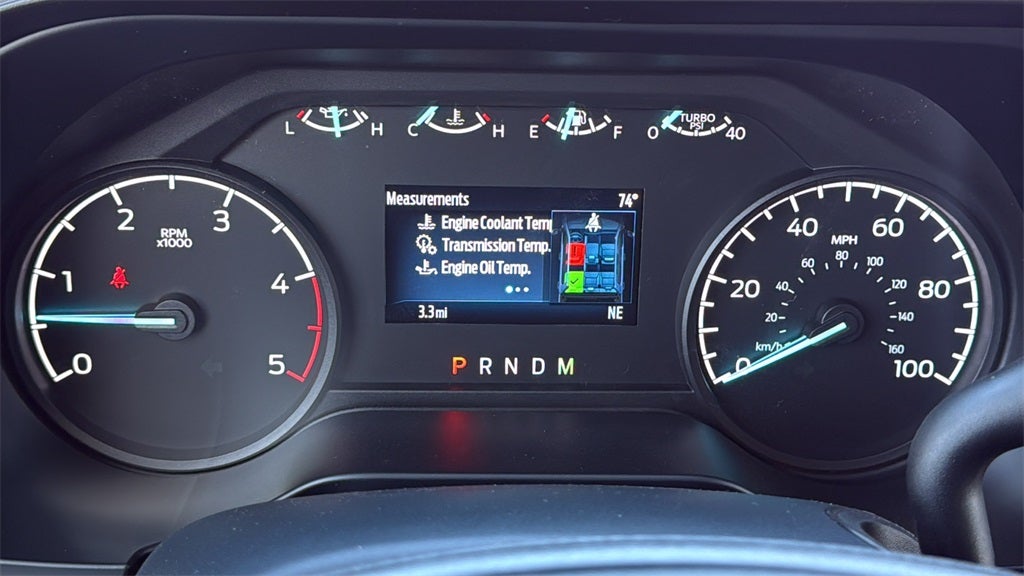 L H C H E F 0 TURBO PSI 40
Measurements 74°
Engine Coolant Temp
Transmission Temp.
Engine Oil Temp.
3.3 mi NE
P R N D M
0 1 2 3 4 5
RPM
x1000
0 20 40 60 80 100
MPH
20 40 60 80 100 120 140 160
km/h